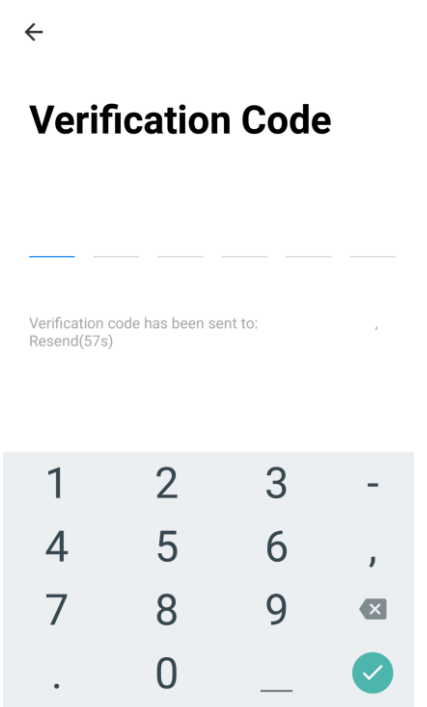 Verification Code
Verification code has been sent to: ,
Resend(57s)
1 2 3 -
4 5 6 ,
7 8 9
. 0 _